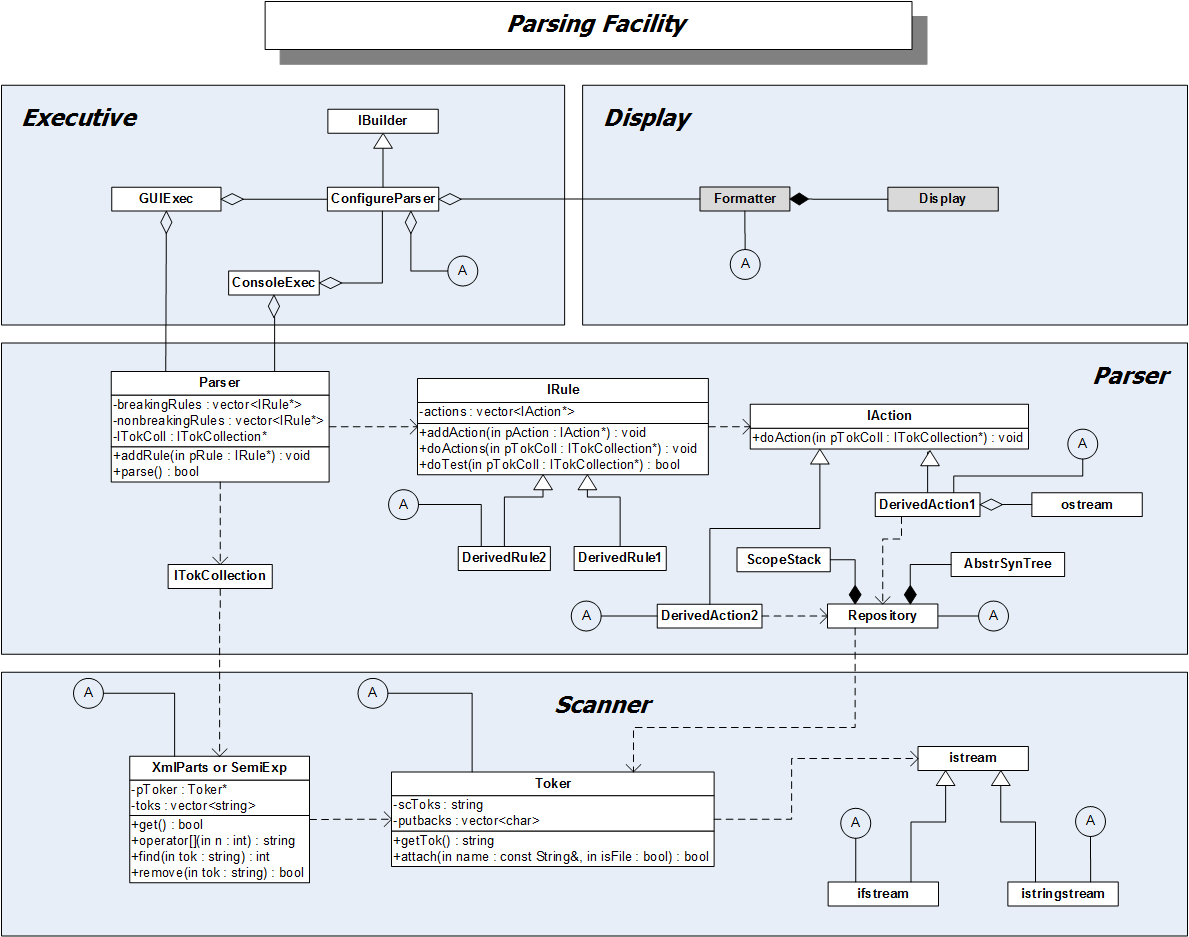 Parsing Facility
Executive
IBuilder
GUIExec
ConfigureParser
A
ConsoleExec
Display
Formatter
Display
A
Parser
Parser
-breakingRules : vector<IRule*>
-nonbreakingRules : vector<IRule*>
-ITokColl : ITokCollection*
+addRule(in pRule : IRule*) : void
+parse() : bool
IRule
-actions : vector<IAction*>
+addAction(in pAction : IAction*) : void
+doActions(in pTokColl : ITokCollection*) : void
+doTest(in pTokColl : ITokCollection*) : bool
IAction
+doAction(in pTokColl : ITokCollection*) : void
A
A
DerivedAction1
ostream
DerivedRule2
DerivedRule1
ScopeStack
AbstrSynTree
ITokCollection
A
DerivedAction2
Repository
A
Scanner
A
A
XmlParts or SemiExp
-pToker : Toker*
-toks : vector<string>
+get() : bool
+operator[](in n : int) : string
+find(in tok : string) : int
+remove(in tok : string) : bool
Toker
-scToks : string
-putbacks : vector<char>
+getTok() : string
+attach(in name : const String&, in isFile : bool) : bool
istream
A
A
ifstream
istringstream